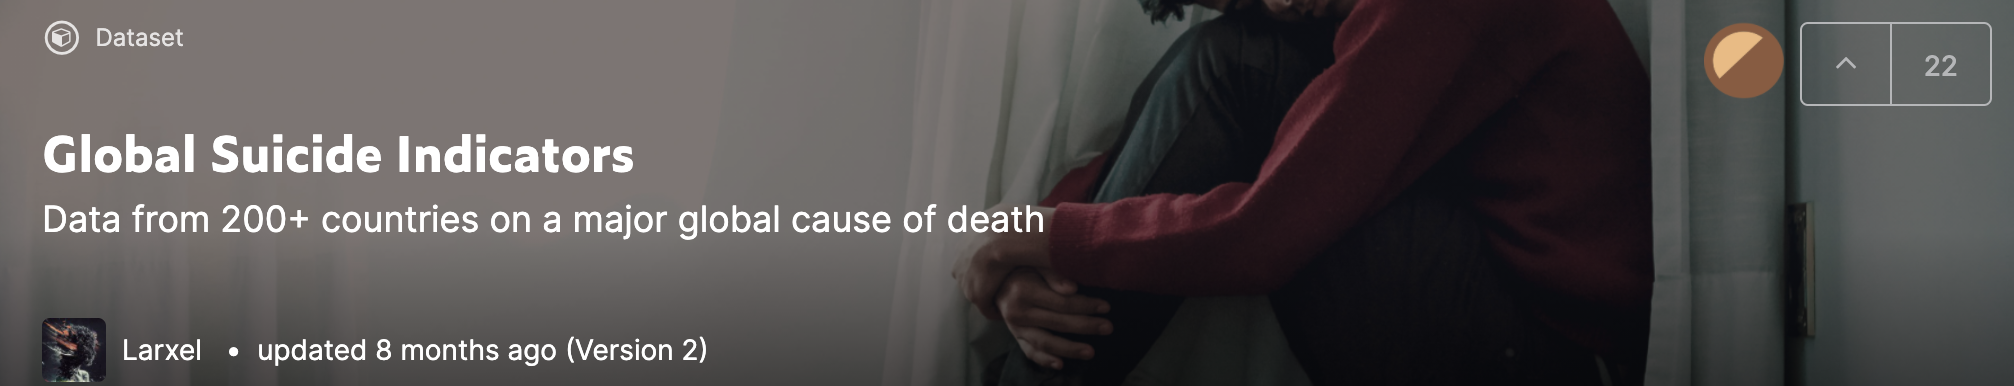 Dataset
22
Global Suicide Indicators
Data from 200+ countries on a major global cause of death
Larxel • updated 8 months ago (Version 2)